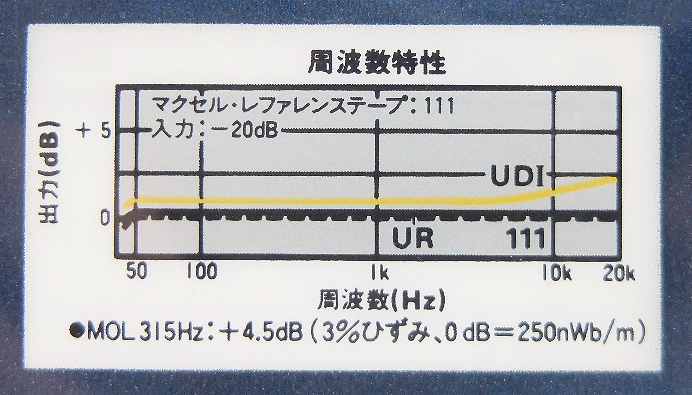 周波数特性
マクセル・レファレンステープ:111
入力:−20dB
出力(dB)
+5
0
UDI
UR 111
50 100 1k 10k 20k
周波数(Hz)
●MOL315Hz:+4.5dB(3%ひずみ、0dB=250nWb/m)